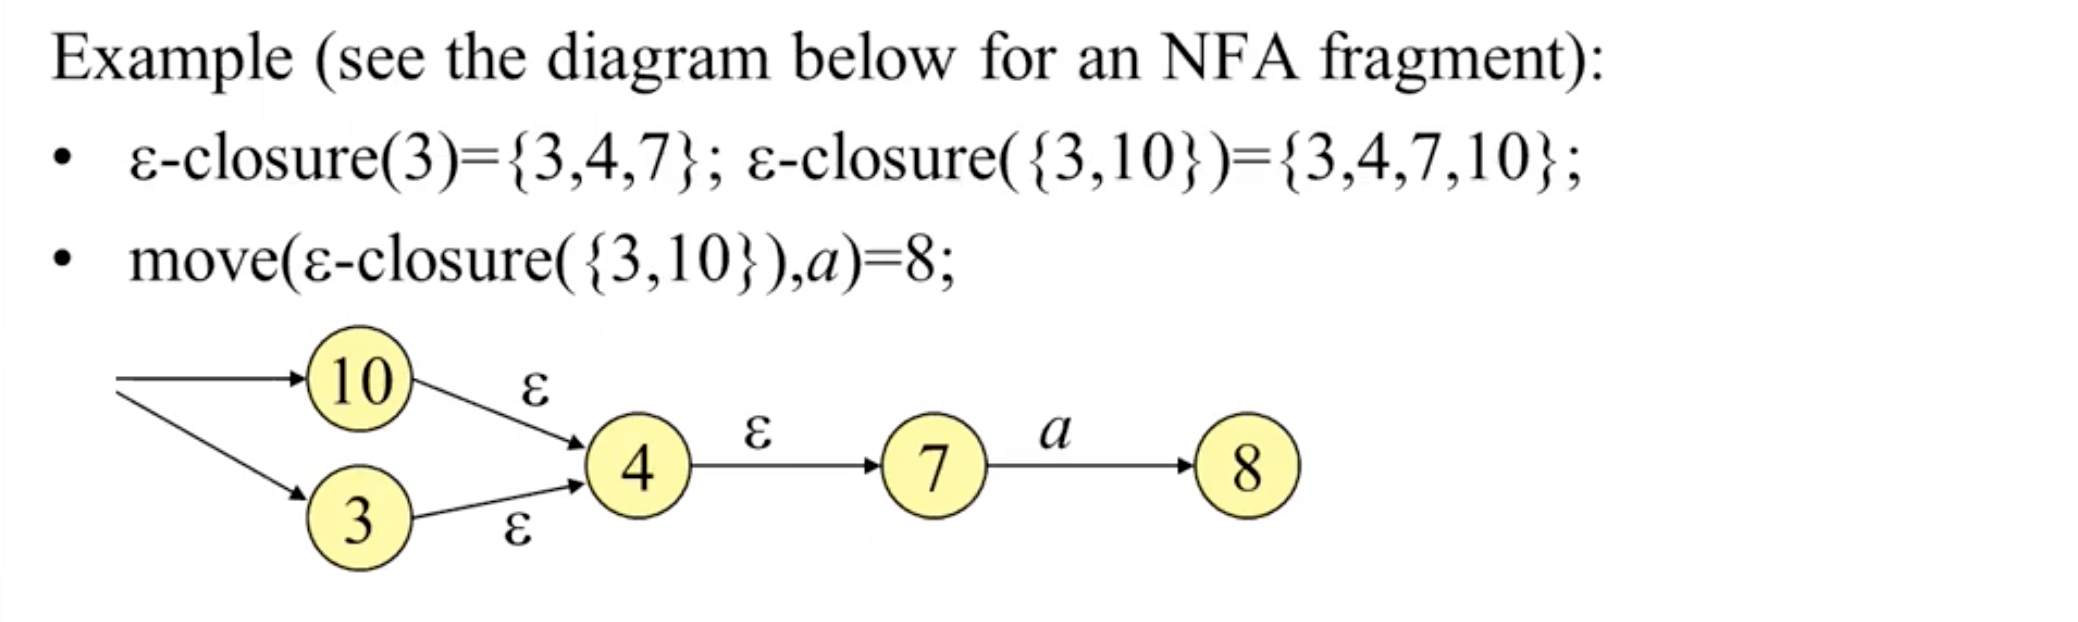 Example (see the diagram below for an NFA fragment):
• ε-closure(3)={3,4,7}; ε-closure({3,10})={3,4,7,10};
• move(ε-closure({3,10}),a)=8;
10
ε
ε
a
4
7
8
3
ε